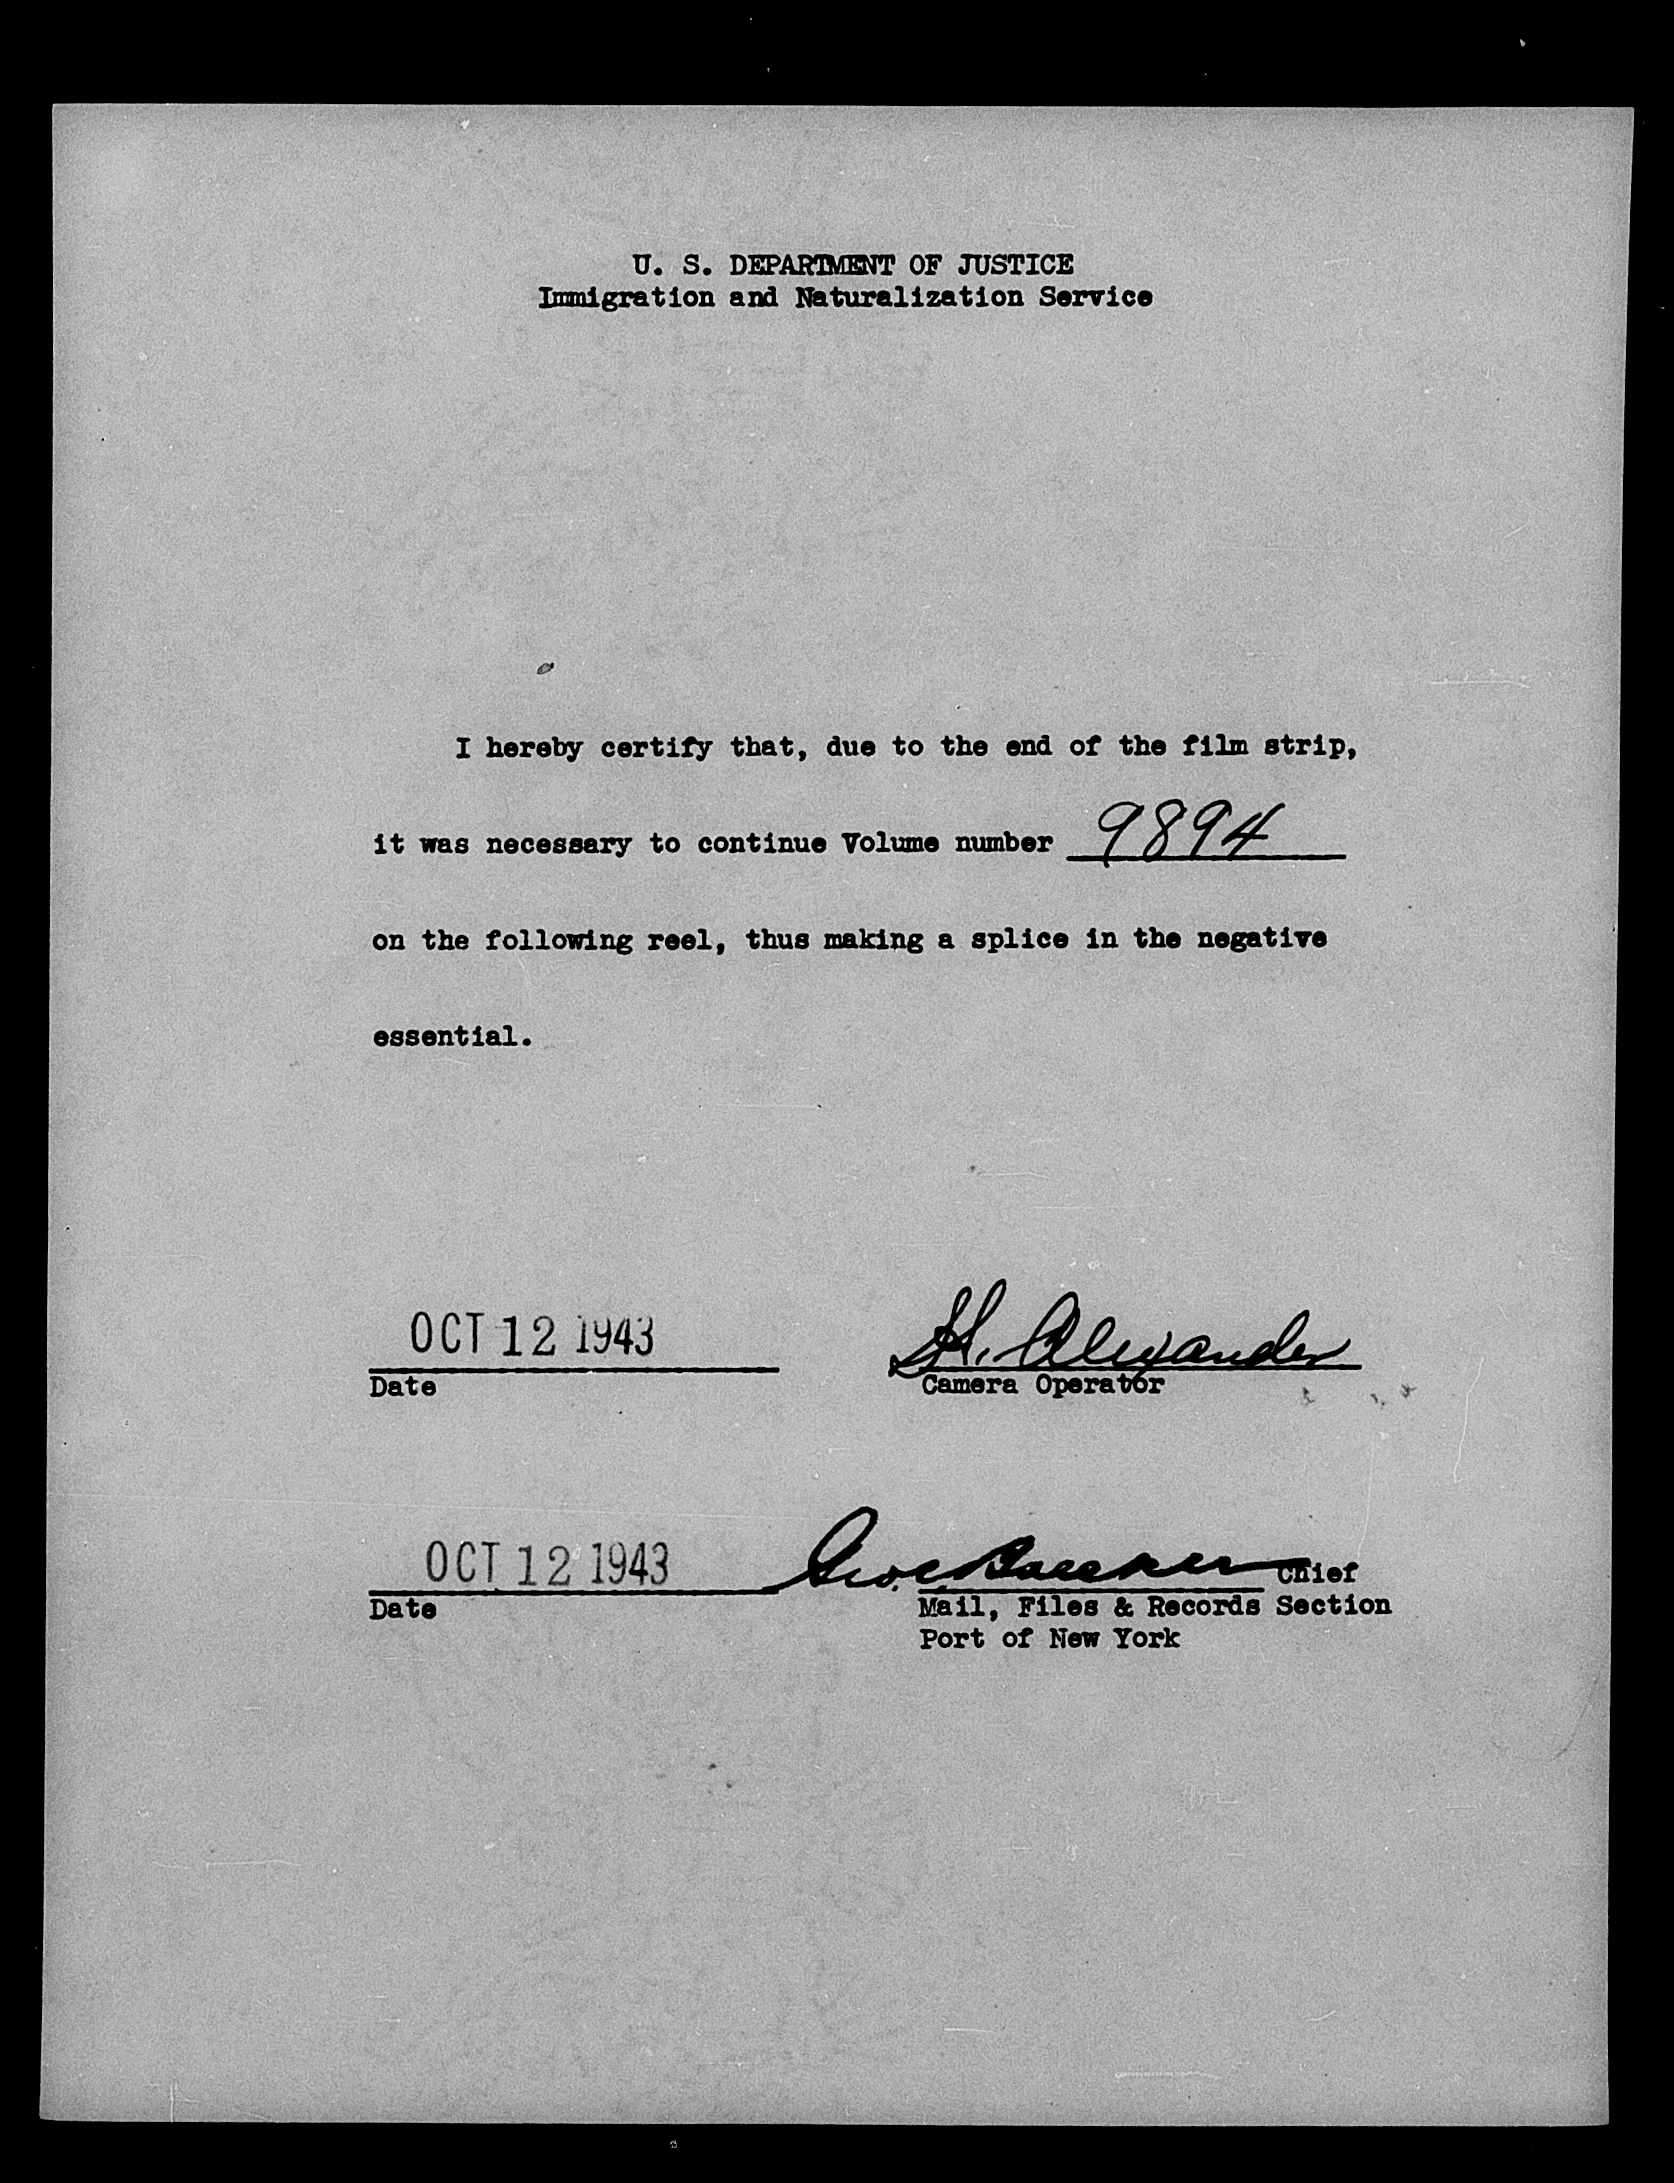 U. S. DEPARTMENT OF JUSTICE
Immigration and Naturalization Service
I hereby certify that, due to the end of the film strip,
it was necessary to continue Volume number 9894
on the following reel, thus making a splice in the negative
essential.
OCT 12 1943 H. Alexander
Date Camera Operator
OCT 12 1943 Chief
Date Mail, Files & Records Section
Port of New York